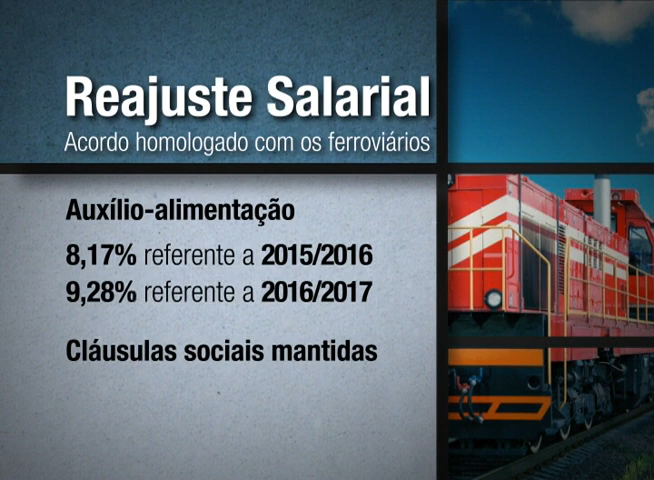 Reajuste Salarial
Acordo homologado com os ferroviários
Auxílio-alimentação
8,17% referente a 2015/2016
9,28% referente a 2016/2017
Cláusulas sociais mantidas